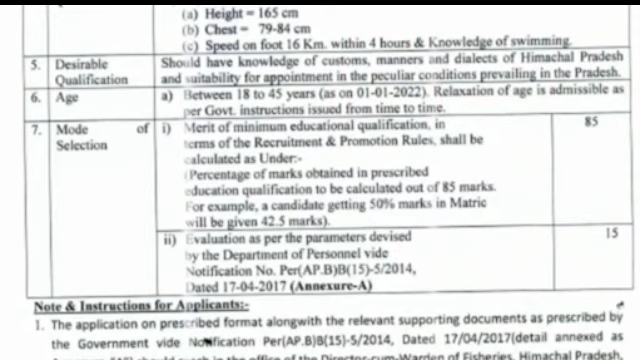 (a) Height – 165 cm
(b) Chest – 79-84 cm
(c) Speed on foot 16 Km. within 4 hours & Knowledge of swimming.
5. Desirable Qualification
Should have knowledge of customs, manners and dialects of Himachal Pradesh
and suitability for appointment in the peculiar conditions prevailing in the Pradesh.
6. Age
a) Between 18 to 45 years (as on 01-01-2022). Relaxation of age is admissible as
per Govt. instructions issued from time to time.
7. Mode of Selection
i) Merit of minimum educational qualification, in 85
terms of the Recruitment & Promotion Rules, shall be
calculated as Under:-
(Percentage of marks obtained in prescribed
education qualification to be calculated out of 85 marks.
For example, a candidate getting 50% marks in Matric
will be given 42.5 marks).
ii) Evaluation as per the parameters devised 15
by the Department of Personnel vide
Notification No. Per(AP.B)B(15)-5/2014,
Dated 17-04-2017 (Annexure-A)
Note & Instructions for Applicants:-
1. The application on prescribed format alongwith the relevant supporting documents as prescribed by
the Government vide Notification Per(AP.B)B(15)-5/2014, Dated 17/04/2017(detail annexed as
in the office of the Director-cum-Warden of Fisheries, Himachal Pradesh,